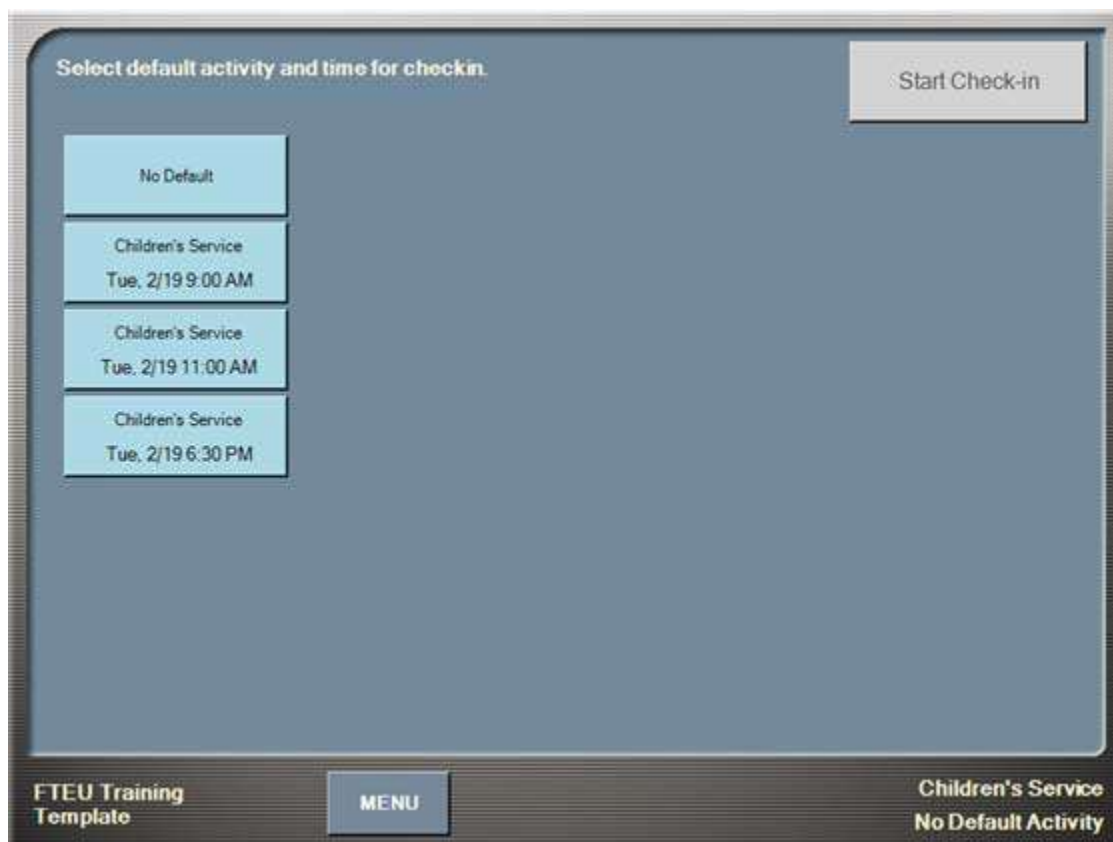 Select default activity and time for checkin.
Start Check-in
No Default
Children's Service
Tue, 2/19 9:00 AM
Children's Service
Tue, 2/19 11:00 AM
Children's Service
Tue, 2/19 6:30 PM
FTEU Training
Template
MENU
Children's Service
No Default Activity